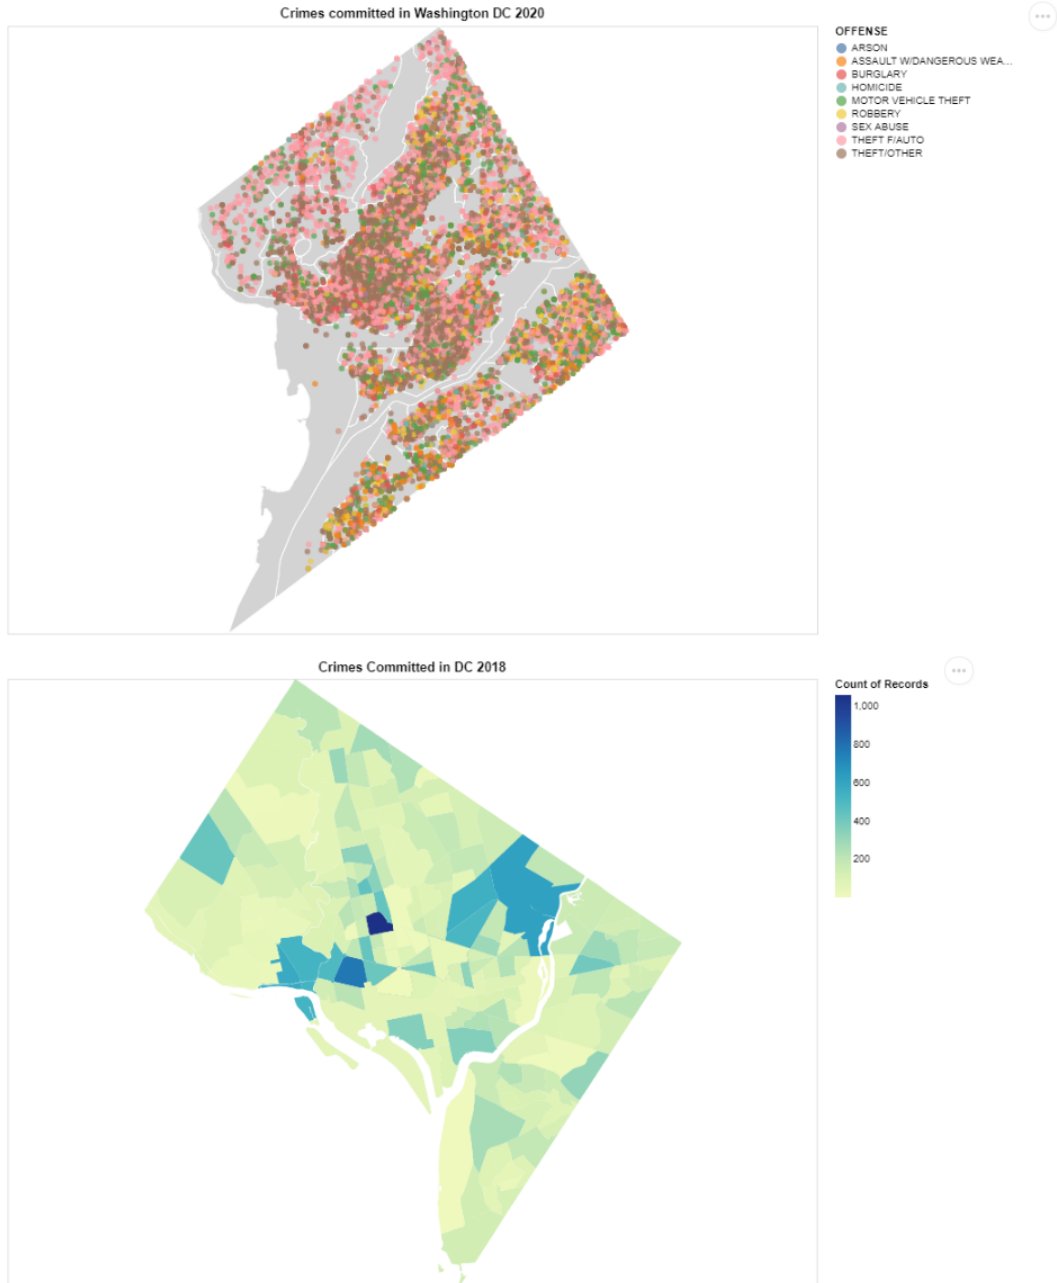 Crimes committed in Washington DC 2020
OFFENSE
ARSON
ASSAULT W/DANGEROUS WEA...
BURGLARY
HOMICIDE
MOTOR VEHICLE THEFT
ROBBERY
SEX ABUSE
THEFT F/AUTO
THEFT/OTHER
Crimes Committed in DC 2018
Count of Records
1,000
800
600
400
200